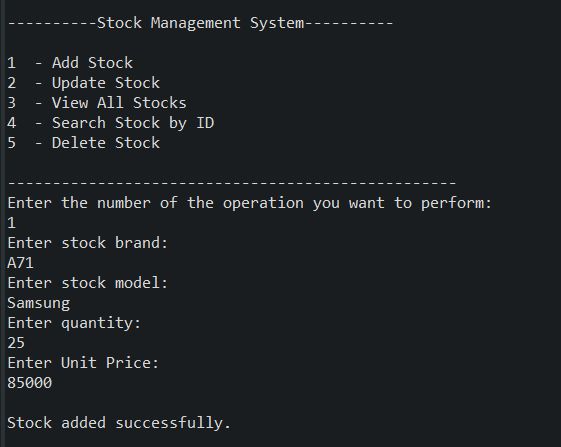 ----------Stock Management System----------
1  - Add Stock
2  - Update Stock
3  - View All Stocks
4  - Search Stock by ID
5  - Delete Stock
--------------------------------------------------
Enter the number of the operation you want to perform:
1
Enter stock brand:
A71
Enter stock model:
Samsung
Enter quantity:
25
Enter Unit Price:
85000
Stock added successfully.